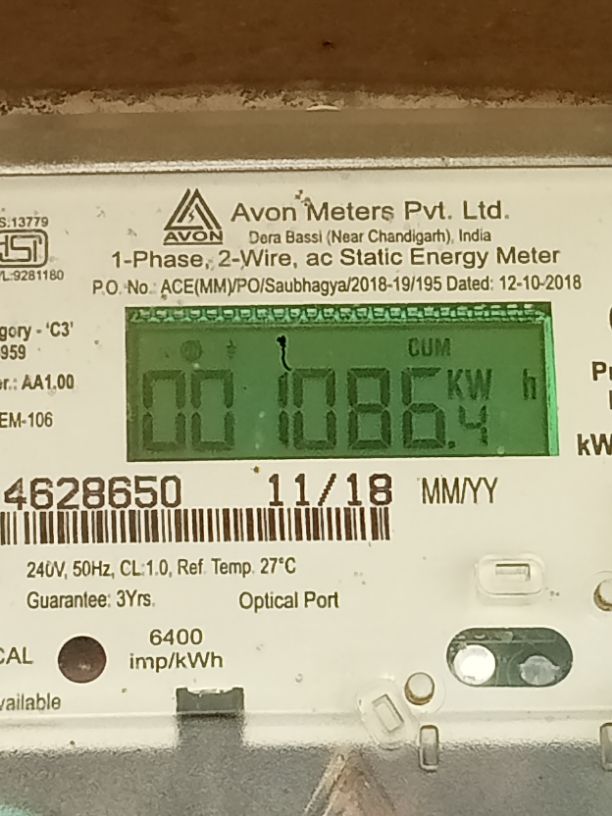 S:13779
Avon Meters Pvt. Ltd.
AVON
Dera Bassi (Near Chandigarh), India
/L:9281180
1-Phase, 2-Wire, ac Static Energy Meter
P.O. No.: ACE(MM)/PO/Saubhagya/2018-19/195 Dated: 12-10-2018
gory - 'C3'
959
er.: AA1.00
EM-106
CUM
001086.4 KW h
Pu
kW
4628650 11/18 MM/YY
240V, 50Hz, CL:1.0, Ref. Temp. 27°C
Guarantee: 3Yrs. Optical Port
CAL 6400
imp/kWh
vailable